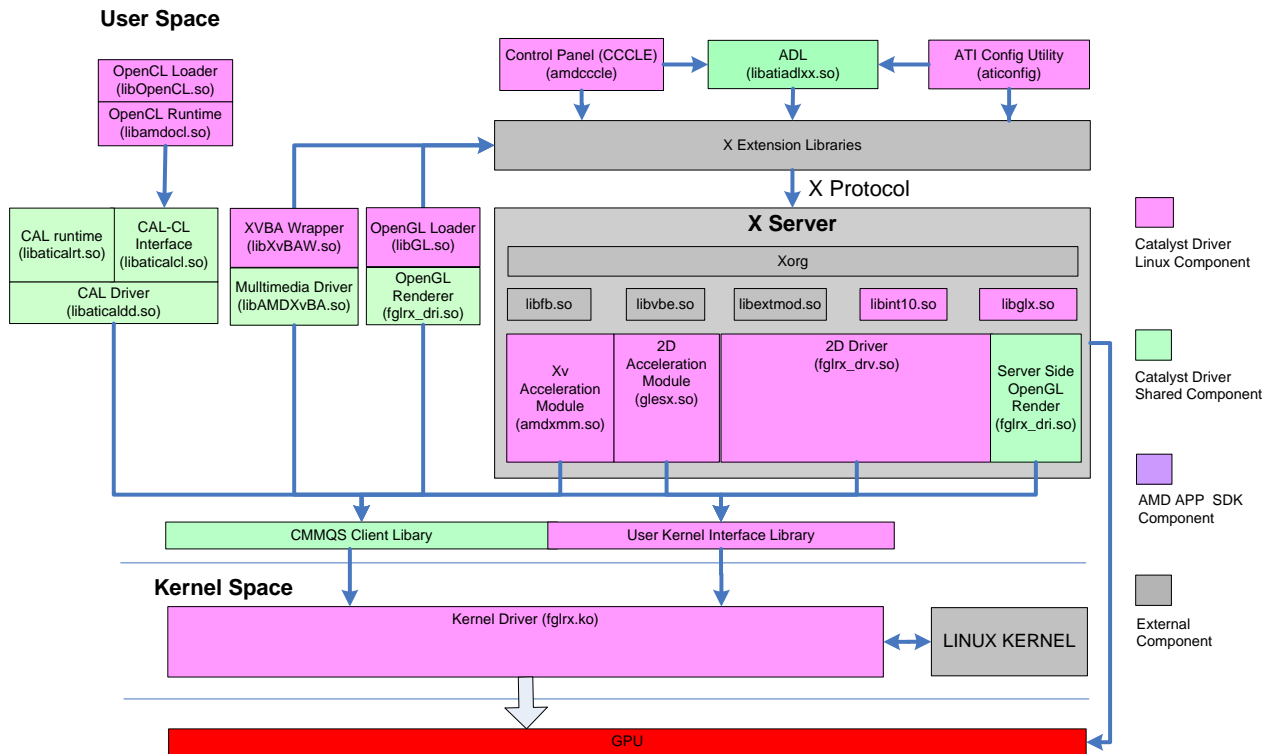 User Space
Control Panel (CCCLE)
(amdcccle)
ADL
(libatiadlxx.so)
ATI Config Utility
(aticonfig)
OpenCL Loader
(libOpenCL.so)
OpenCL Runtime
(libamdocl.so)
X Extension Libraries
X Protocol
CAL runtime
(libaticalrt.so)
CAL-CL
Interface
(libaticalcl.so)
CAL Driver
(libaticaldd.so)
XVBA Wrapper
(libXvBAW.so)
Mulltimedia Driver
(libAMDXvBA.so)
OpenGL Loader
(libGL.so)
OpenGL
Renderer
(fglrx_dri.so)
X Server
Xorg
libfb.so
libvbe.so
libextmod.so
libint10.so
libglx.so
Xv
Acceleration
Module
(amdxmm.so)
2D
Acceleration
Module
(glesx.so)
2D Driver
(fglrx_drv.so)
Server Side
OpenGL
Render
(fglrx_dri.so)
Catalyst Driver
Linux Component
Catalyst Driver
Shared Component
AMD APP SDK
Component
External
Component
CMMQS Client Libary
User Kernel Interface Library
Kernel Space
Kernel Driver (fglrx.ko)
LINUX KERNEL
GPU